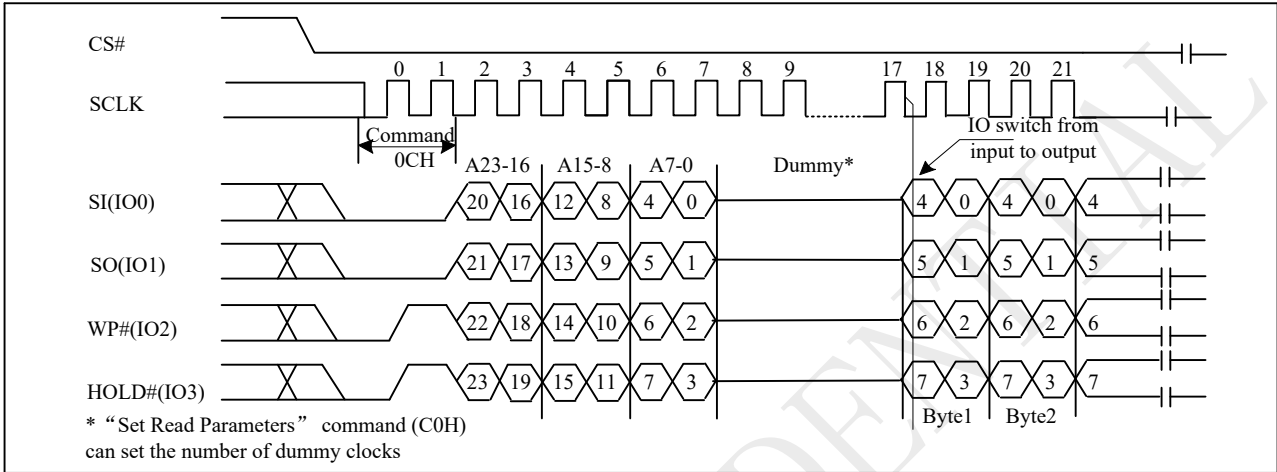 CS#
0 1 2 3 4 5 6 7 8 9 17 18 19 20 21
SCLK
Command
0CH
IO switch from
input to output
A23-16 A15-8 A7-0 Dummy*
SI(IO0) 20 16 12 8 4 0 4 0 4 0 4
SO(IO1) 21 17 13 9 5 1 5 1 5 1 5
WP#(IO2) 22 18 14 10 6 2 6 2 6 2 6
HOLD#(IO3) 23 19 15 11 7 3 7 3 7 3 7
Byte1 Byte2
* “Set Read Parameters” command (C0H)
can set the number of dummy clocks
DENTIAL